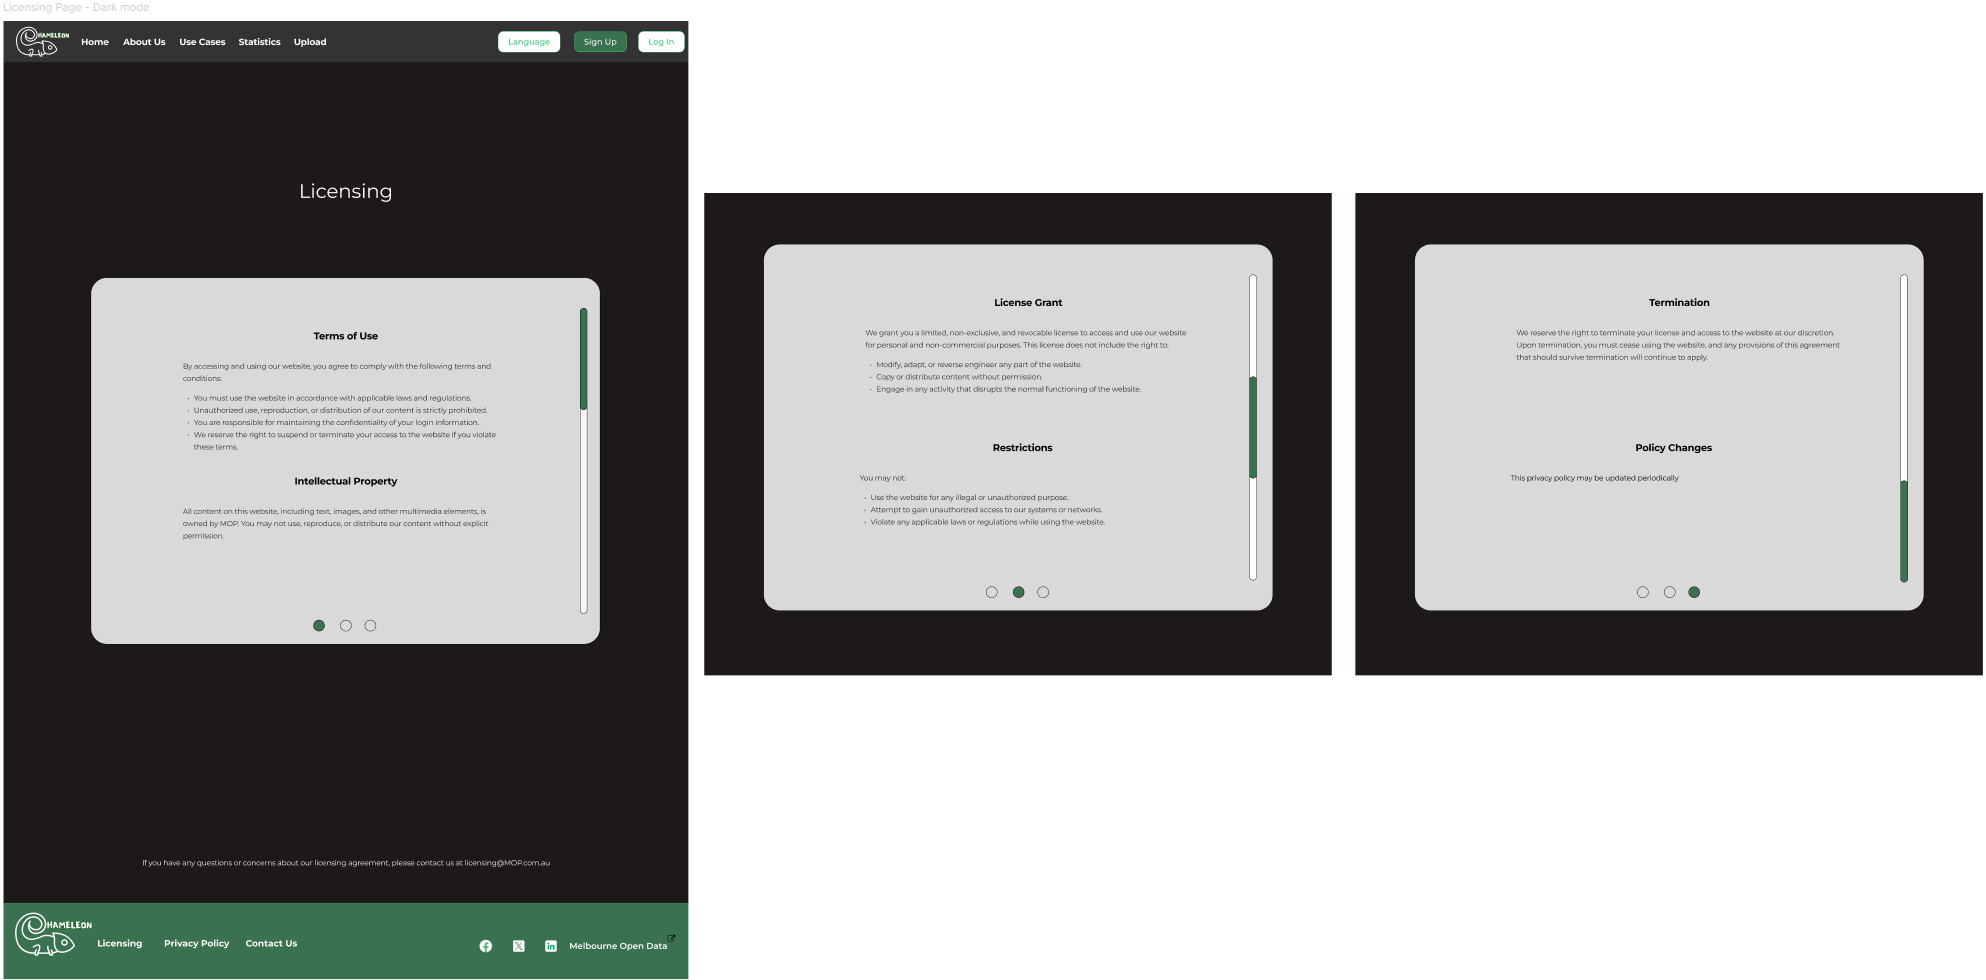 Licensing Page - Dark mode
CHAMELEON
Home About Us Use Cases Statistics Upload
Language Sign Up Log In
Licensing
Terms of Use
By accessing and using our website, you agree to comply with the following terms and
conditions:
• You must use the website in accordance with applicable laws and regulations.
• Unauthorized use, reproduction, or distribution of our content is strictly prohibited.
• You are responsible for maintaining the confidentiality of your login information.
• We reserve the right to suspend or terminate your access to the website if you violate
these terms.
Intellectual Property
All content on this website, including text, images, and other multimedia elements, is
owned by MOP. You may not use, reproduce, or distribute our content without explicit
permission.
License Grant
We grant you a limited, non-exclusive, and revocable license to access and use our website
for personal and non-commercial purposes. This license does not include the right to:
• Modify, adapt, or reverse engineer any part of the website.
• Copy or distribute content without permission.
• Engage in any activity that disrupts the normal functioning of the website.
Restrictions
You may not:
• Use the website for any illegal or unauthorized purpose.
• Attempt to gain unauthorized access to our systems or networks.
• Violate any applicable laws or regulations while using the website.
Termination
We reserve the right to terminate your license and access to the website at our discretion.
Upon termination, you must cease using the website, and any provisions of this agreement
that should survive termination will continue to apply.
Policy Changes
This privacy policy may be updated periodically
If you have any questions or concerns about our licensing agreement, please contact us at licensing@MOP.com.au
CHAMELEON
Licensing Privacy Policy Contact Us
Melbourne Open Data